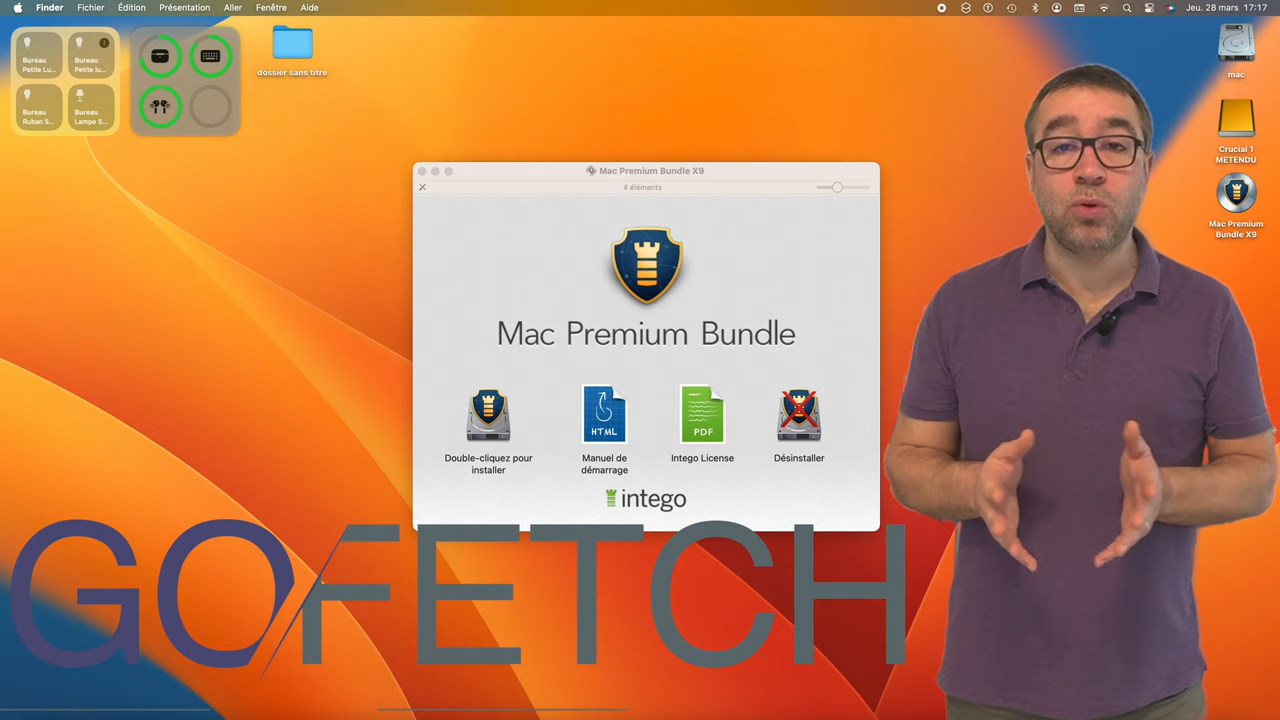 Finder Fichier Édition Présentation Aller Fenêtre Aide
Jeu. 28 mars 17:17
Bureau
Petite Lu...
Bureau
Petite lu...
Bureau
Ruban S...
Bureau
Lampe S...
dossier sans titre
mac
Crucial 1
METENDU
Mac Premium
Bundle X9
Mac Premium Bundle X9
4 éléments
Mac Premium Bundle
HTML
PDF
Double-cliquez pour
installer
Manuel de
démarrage
Intego License
Désinstaller
intego
GOFETCH